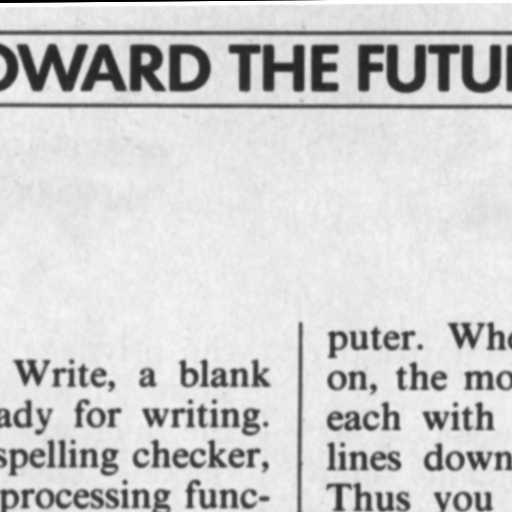 OWARD THE FUTU
Write, a blank
ady for writing.
spelling checker,
processing func-
puter. Whe
on, the mo
each with
lines down
Thus you